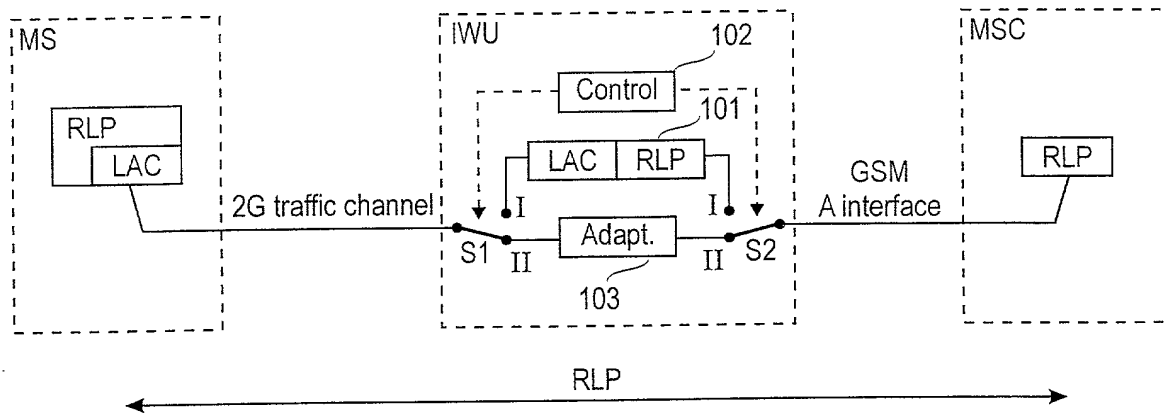 MS
IWU
MSC
102
Control
101
RLP
LAC
LAC
RLP
RLP
GSM
A interface
2G traffic channel
I
I
S1
II
Adapt.
II
S2
103
RLP